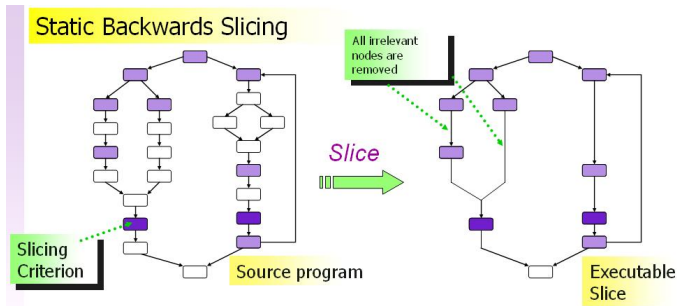 Static Backwards Slicing
All irrelevant
nodes are
removed
Slice
Slicing
Criterion
Source program
Executable
Slice